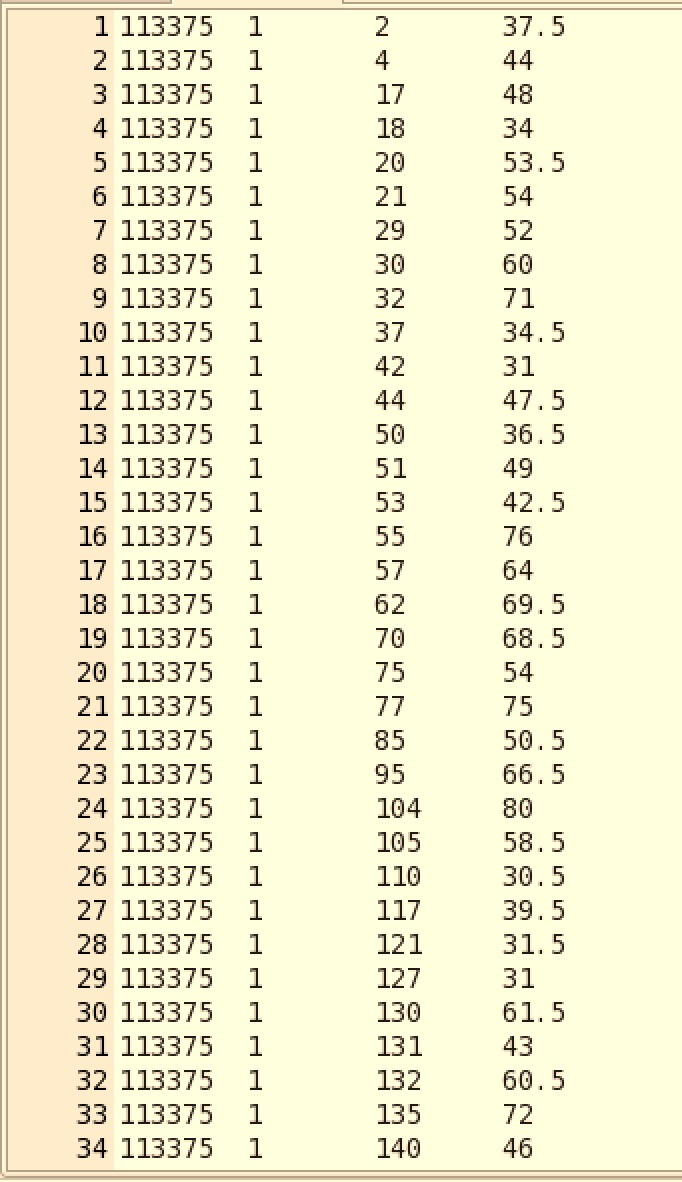 1 113375 1 2 37.5
2 113375 1 4 44
3 113375 1 17 48
4 113375 1 18 34
5 113375 1 20 53.5
6 113375 1 21 54
7 113375 1 29 52
8 113375 1 30 60
9 113375 1 32 71
10 113375 1 37 34.5
11 113375 1 42 31
12 113375 1 44 47.5
13 113375 1 50 36.5
14 113375 1 51 49
15 113375 1 53 42.5
16 113375 1 55 76
17 113375 1 57 64
18 113375 1 62 69.5
19 113375 1 70 68.5
20 113375 1 75 54
21 113375 1 77 75
22 113375 1 85 50.5
23 113375 1 95 66.5
24 113375 1 104 80
25 113375 1 105 58.5
26 113375 1 110 30.5
27 113375 1 117 39.5
28 113375 1 121 31.5
29 113375 1 127 31
30 113375 1 130 61.5
31 113375 1 131 43
32 113375 1 132 60.5
33 113375 1 135 72
34 113375 1 140 46